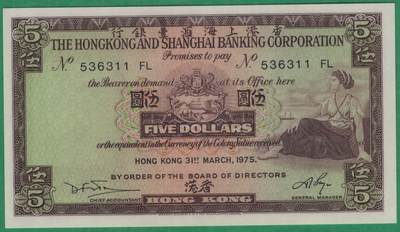 行銀豐滙海上港香
5 THE HONGKONG AND SHANGHAI BANKING CORPORATION 5
Promises to pay
Nº 536311 FL Nº 536311 FL
the Bearer on demand at its Office here
伍圓 圓伍
FIVE DOLLARS
or the equivalent in the Currency of the Colony Value received
伍 伍
HONG KONG 31ST MARCH, 1975.
BY ORDER OF THE BOARD OF DIRECTORS
港香
CHIEF ACCOUNTANT GENERAL MANAGER
5 HONG KONG 5